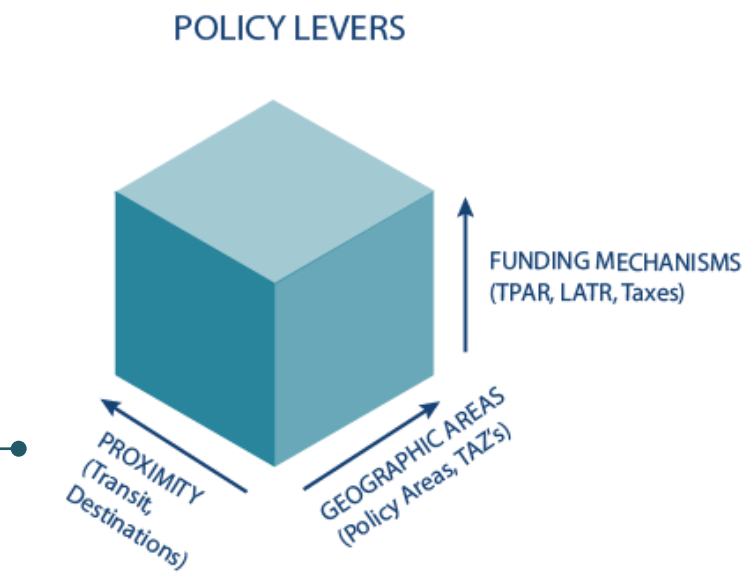 POLICY LEVERS
FUNDING MECHANISMS
(TPAR, LATR, Taxes)
PROXIMITY
(Transit,
Destinations)
GEOGRAPHIC AREAS
(Policy Areas, TAZ's)